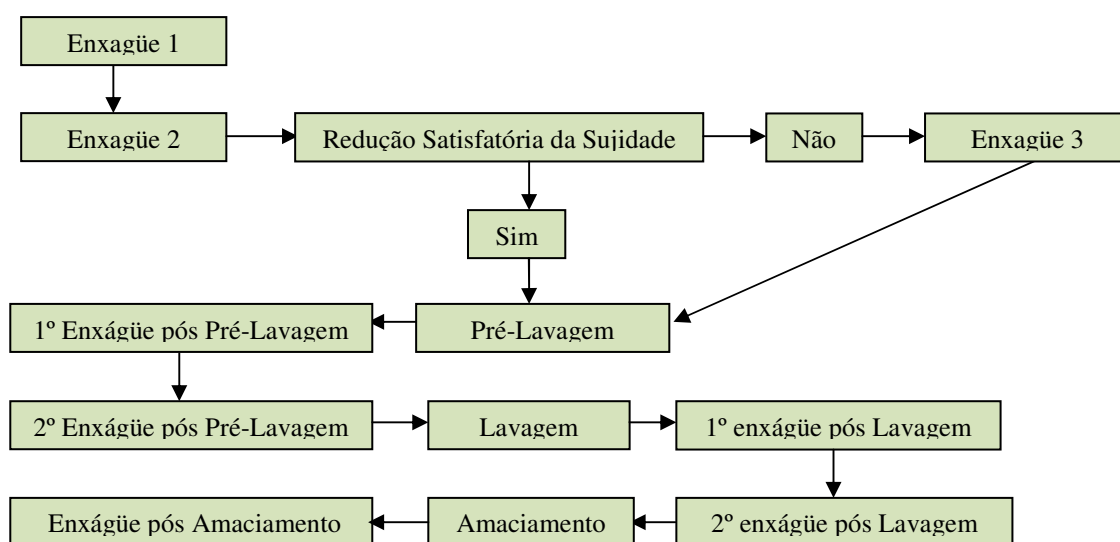 Enxagüe 1
Enxagüe 2
Redução Satisfatória da Sujidade
Não
Enxagüe 3
Sim
1º Enxágüe pós Pré-Lavagem
Pré-Lavagem
2º Enxágüe pós Pré-Lavagem
Lavagem
1º enxágüe pós Lavagem
Enxágüe pós Amaciamento
Amaciamento
2º enxágüe pós Lavagem